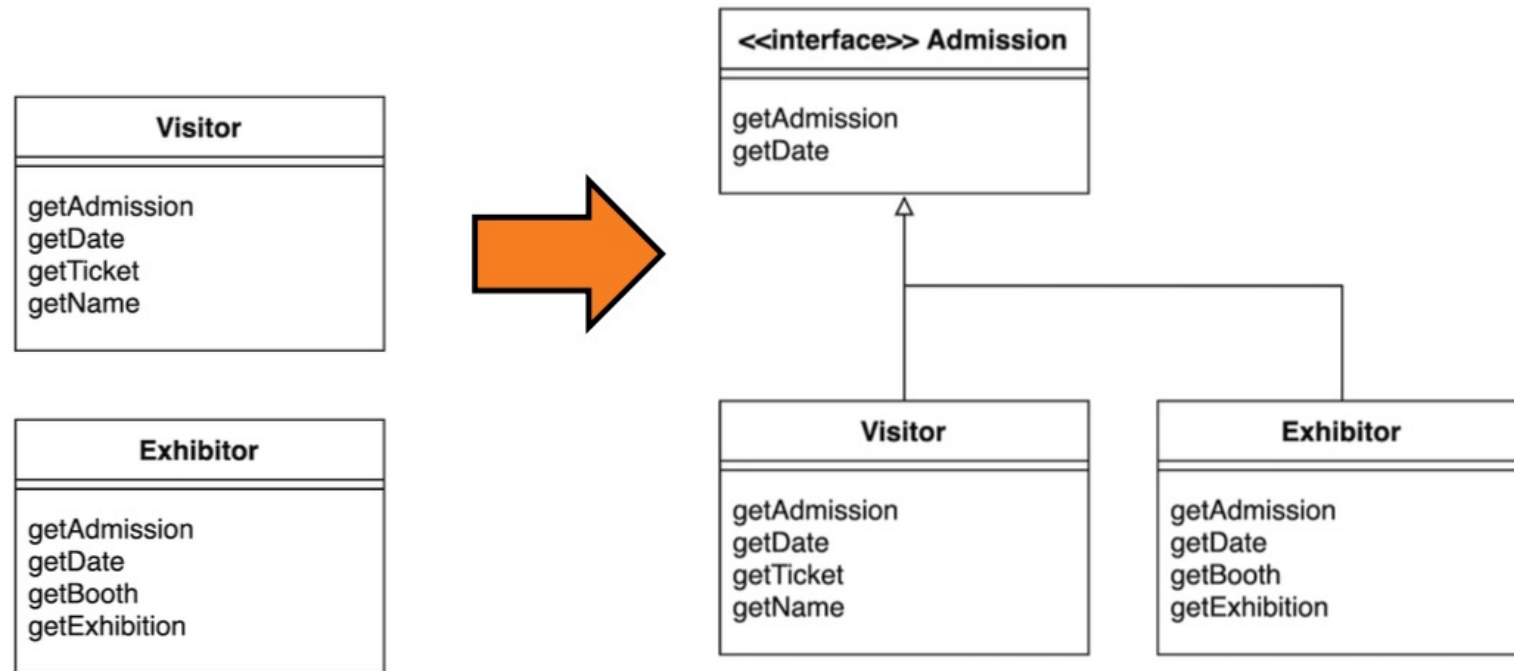 Visitor
getAdmission
getDate
getTicket
getName
Exhibitor
getAdmission
getDate
getBooth
getExhibition
<<interface>> Admission
getAdmission
getDate
Visitor
getAdmission
getDate
getTicket
getName
Exhibitor
getAdmission
getDate
getBooth
getExhibition